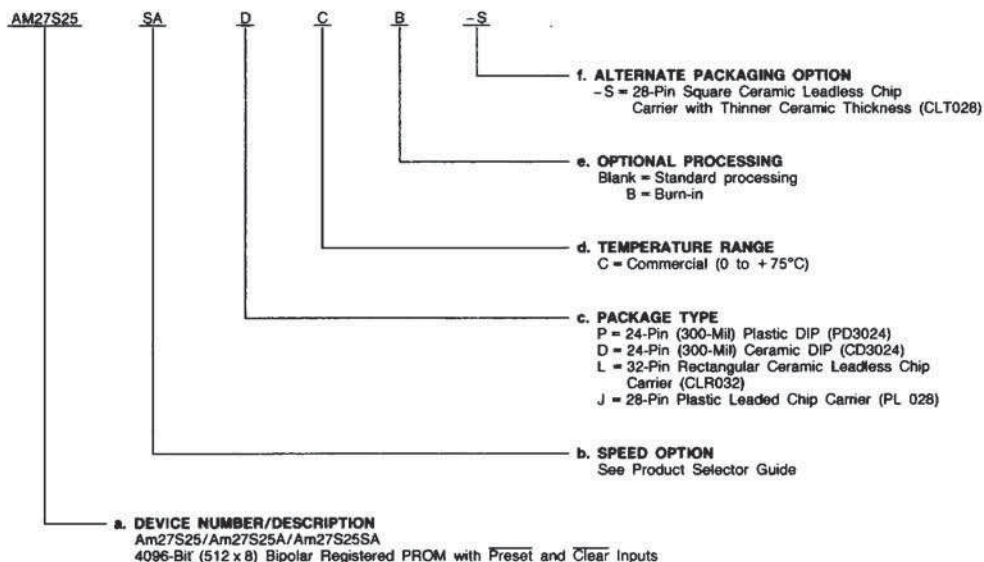 AM27S25 SA D C B -S
f. ALTERNATE PACKAGING OPTION
-S = 28-Pin Square Ceramic Leadless Chip
Carrier with Thinner Ceramic Thickness (CLT028)
e. OPTIONAL PROCESSING
Blank = Standard processing
B = Burn-in
d. TEMPERATURE RANGE
C = Commercial (0 to +75°C)
c. PACKAGE TYPE
P = 24-Pin (300-Mil) Plastic DIP (PD3024)
D = 24-Pin (300-Mil) Ceramic DIP (CD3024)
L = 32-Pin Rectangular Ceramic Leadless Chip
Carrier (CLR032)
J = 28-Pin Plastic Leaded Chip Carrier (PL 028)
b. SPEED OPTION
See Product Selector Guide
a. DEVICE NUMBER/DESCRIPTION
Am27S25/Am27S25A/Am27S25SA
4096-Bit (512 x 8) Bipolar Registered PROM with Preset and Clear Inputs